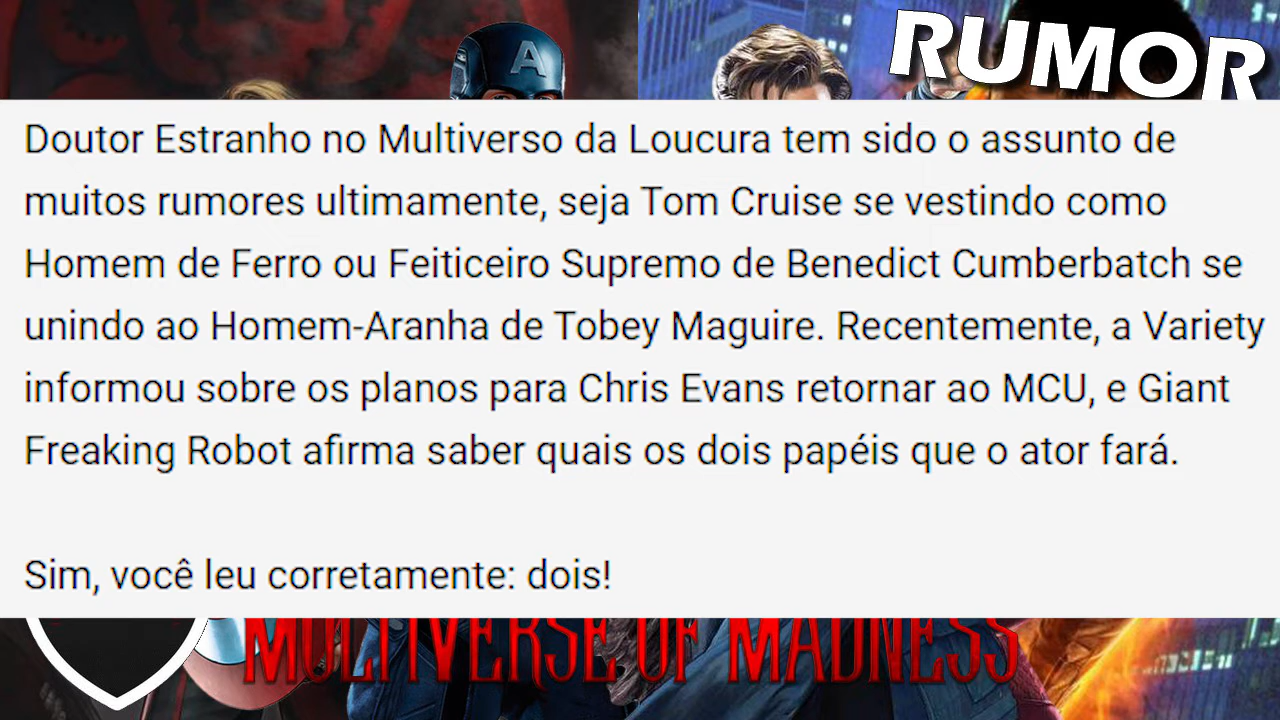 RUMOR
A
Doutor Estranho no Multiverso da Loucura tem sido o assunto de
muitos rumores ultimamente, seja Tom Cruise se vestindo como
Homem de Ferro ou Feiticeiro Supremo de Benedict Cumberbatch se
unindo ao Homem-Aranha de Tobey Maguire. Recentemente, a Variety
informou sobre os planos para Chris Evans retornar ao MCU, e Giant
Freaking Robot afirma saber quais os dois papéis que o ator fará.
Sim, você leu corretamente: dois!
MULTIVERSE OF MADNESS